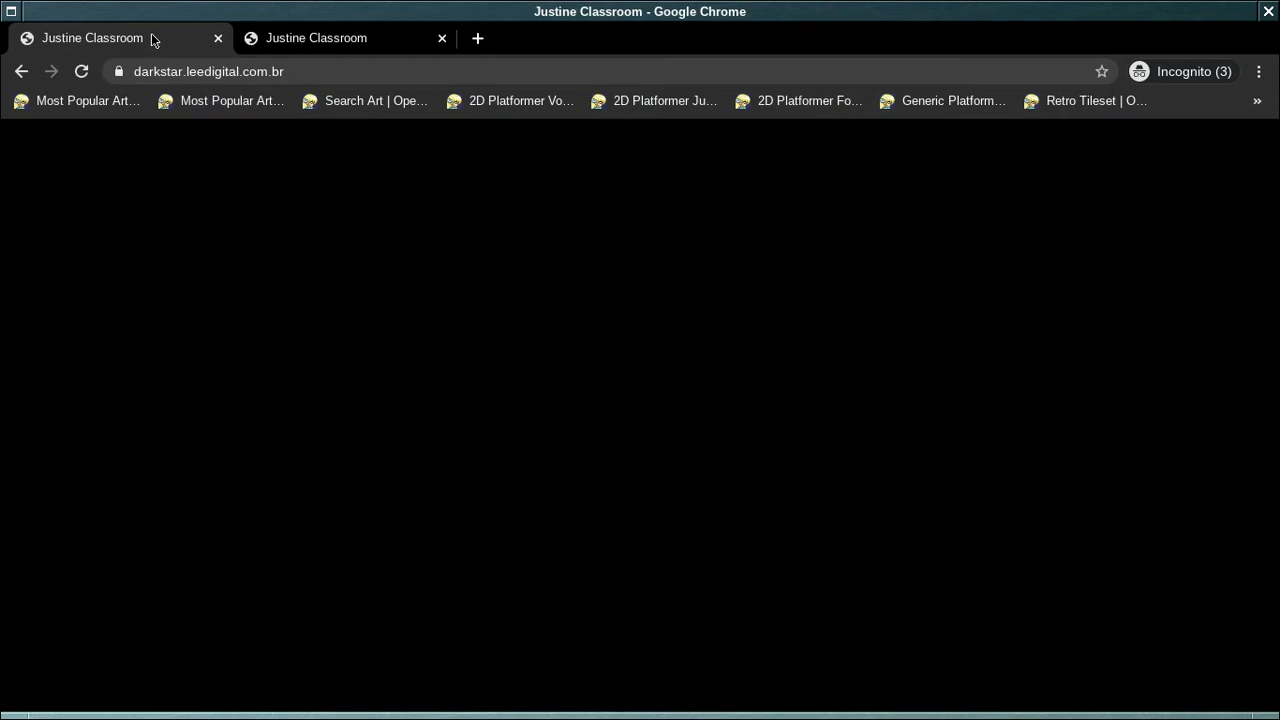 Justine Classroom - Google Chrome
Justine Classroom
Justine Classroom
darkstar.leedigital.com.br
Incognito (3)
Most Popular Art…
Most Popular Art…
Search Art | Ope…
2D Platformer Vo…
2D Platformer Ju…
2D Platformer Fo…
Generic Platform…
Retro Tileset | O…